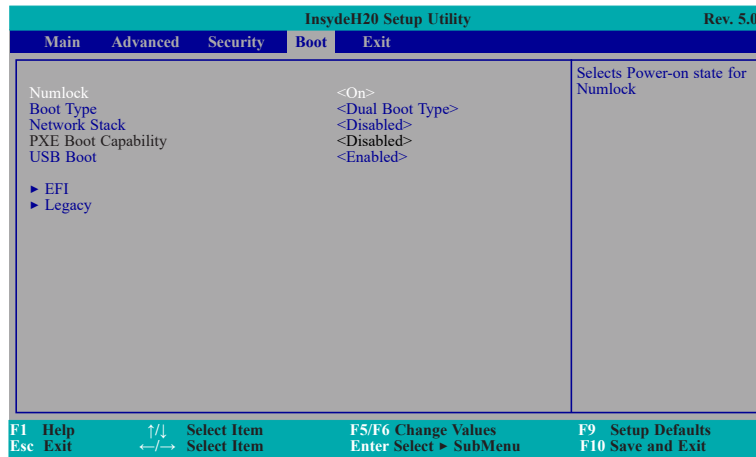 InsydeH20 Setup Utility Rev. 5.0
Main Advanced Security Boot Exit
Numlock <On>
Boot Type <Dual Boot Type>
Network Stack <Disabled>
PXE Boot Capability <Disabled>
USB Boot <Enabled>
► EFI
► Legacy
Selects Power-on state for
Numlock
F1 Help ↑/↓ Select Item F5/F6 Change Values F9 Setup Defaults
Esc Exit ←/→ Select Item Enter Select ► SubMenu F10 Save and Exit